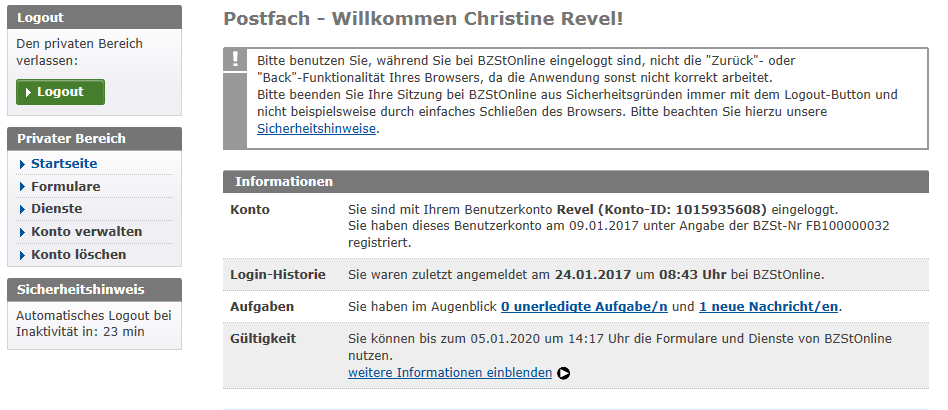 Logout
Den privaten Bereich
verlassen:
Logout
Privater Bereich
Startseite
Formulare
Dienste
Konto verwalten
Konto löschen
Sicherheitshinweis
Automatisches Logout bei
Inaktivität in: 23 min
Postfach - Willkommen Christine Revel!
! Bitte benutzen Sie, während Sie bei BZStOnline eingeloggt sind, nicht die "Zurück"- oder
"Back"-Funktionalität Ihres Browsers, da die Anwendung sonst nicht korrekt arbeitet.
Bitte beenden Sie Ihre Sitzung bei BZStOnline aus Sicherheitsgründen immer mit dem Logout-Button und
nicht beispielsweise durch einfaches Schließen des Browsers. Bitte beachten Sie hierzu unsere
Sicherheitshinweise.
Informationen
Konto Sie sind mit Ihrem Benutzerkonto Revel (Konto-ID: 1015935608) eingeloggt.
Sie haben dieses Benutzerkonto am 09.01.2017 unter Angabe der BZSt-Nr FB100000032
registriert.
Login-Historie Sie waren zuletzt angemeldet am 24.01.2017 um 08:43 Uhr bei BZStOnline.
Aufgaben Sie haben im Augenblick 0 unerledigte Aufgabe/n und 1 neue Nachricht/en.
Gültigkeit Sie können bis zum 05.01.2020 um 14:17 Uhr die Formulare und Dienste von BZStOnline
nutzen.
weitere Informationen einblenden